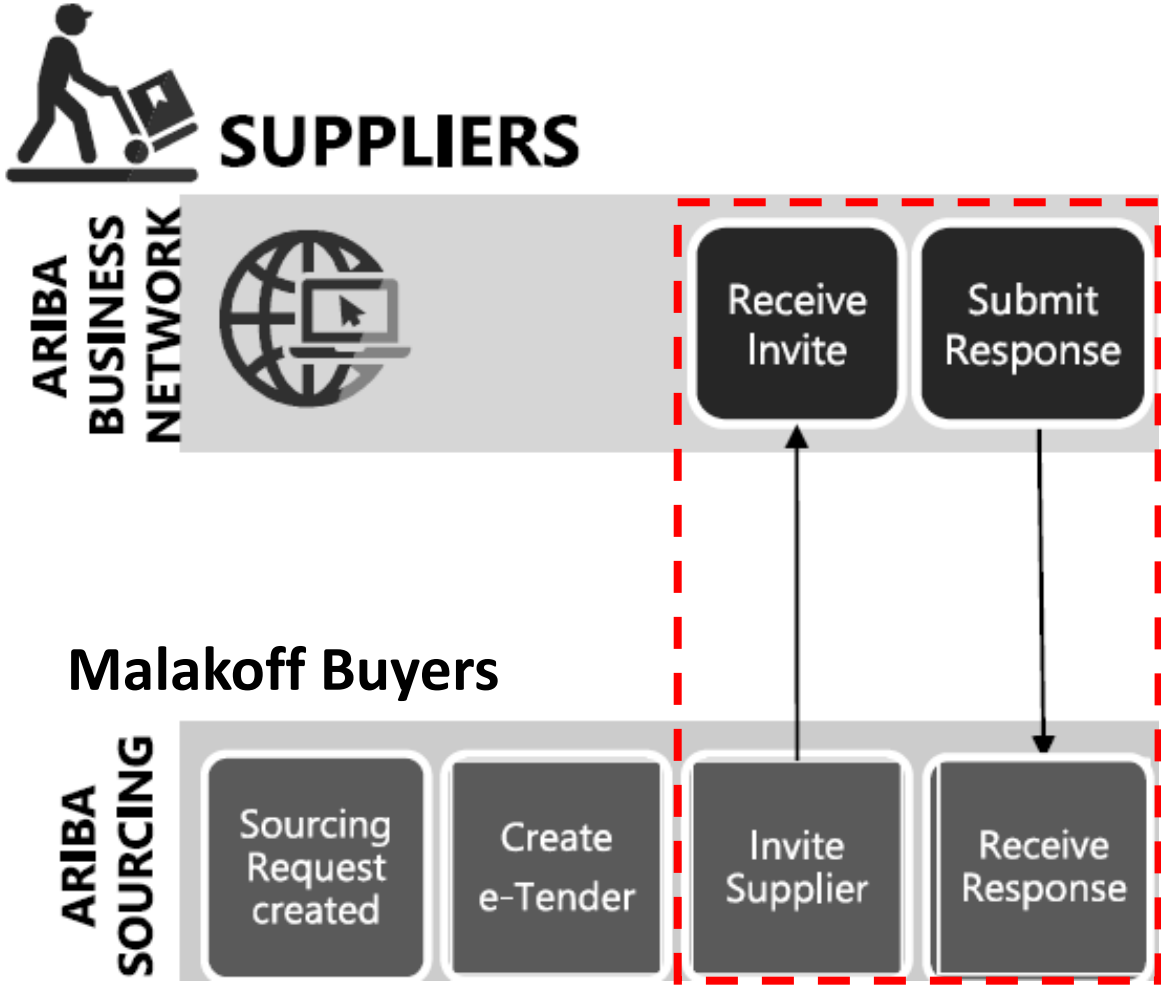 SUPPLIERS
ARIBA
BUSINESS
NETWORK
Receive
Invite
Submit
Response
Malakoff Buyers
ARIBA
SOURCING
Sourcing
Request
created
Create
e-Tender
Invite
Supplier
Receive
Response